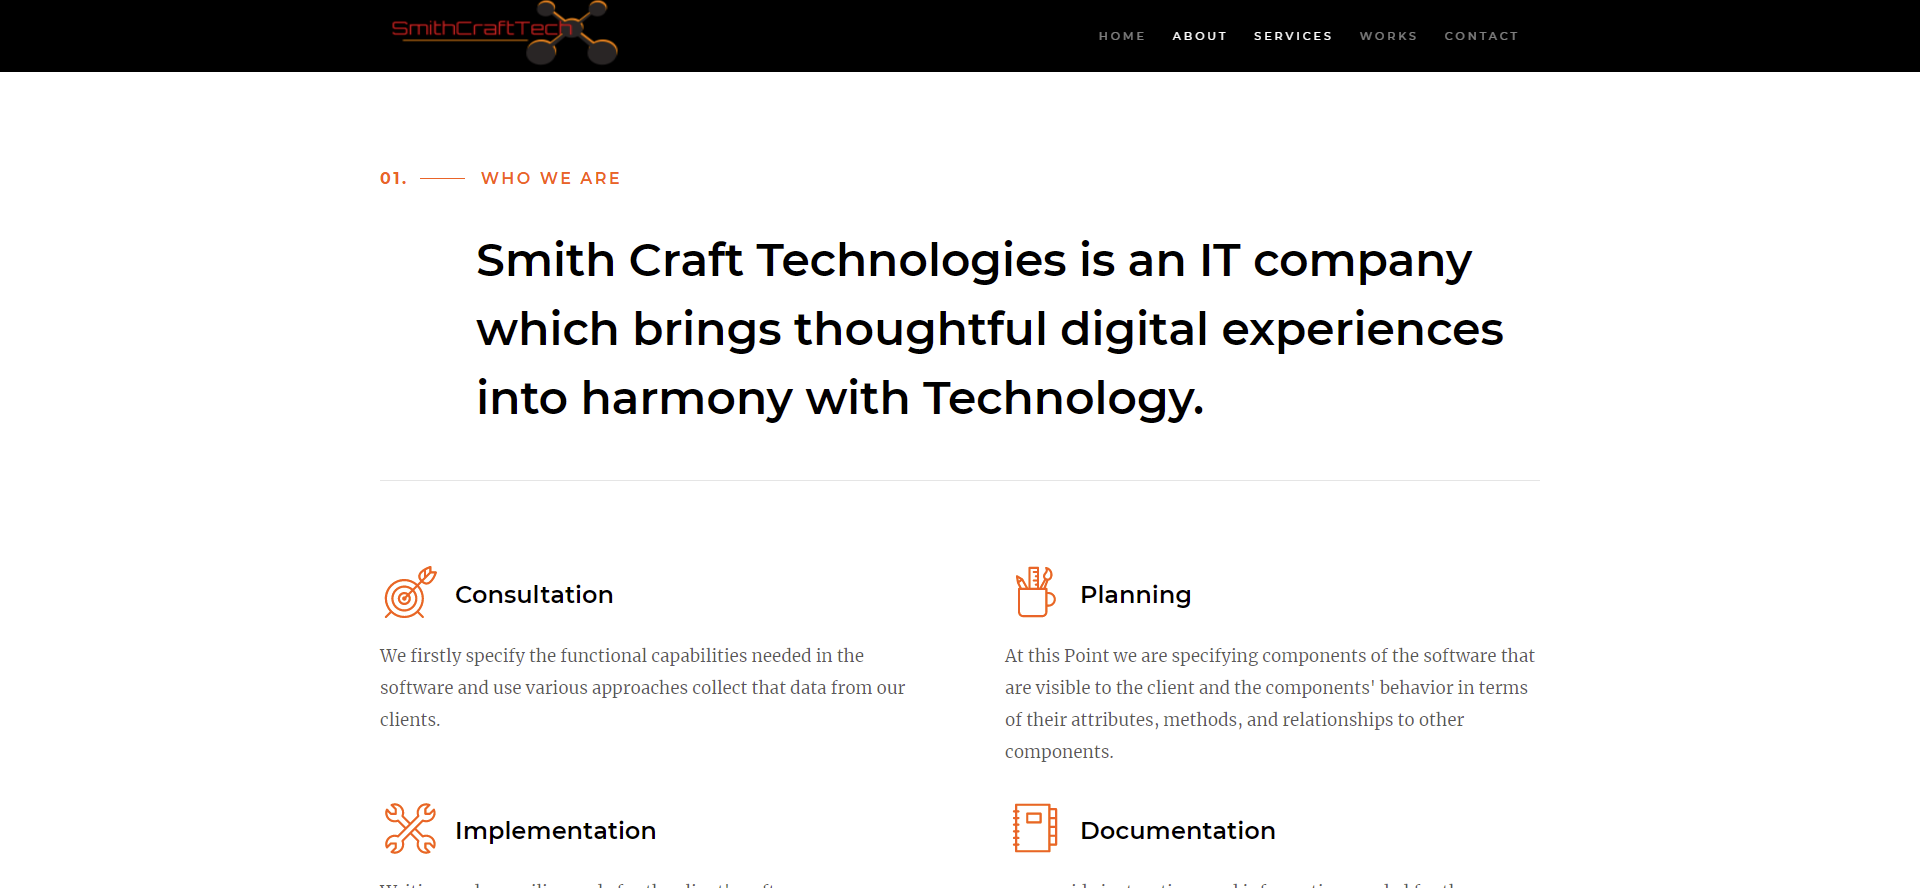 SmithCraftTech
HOME ABOUT SERVICES WORKS CONTACT
01. WHO WE ARE
Smith Craft Technologies is an IT company
which brings thoughtful digital experiences
into harmony with Technology.
Consultation
We firstly specify the functional capabilities needed in the
software and use various approaches collect that data from our
clients.
Planning
At this Point we are specifying components of the software that
are visible to the client and the components' behavior in terms
of their attributes, methods, and relationships to other
components.
Implementation
Documentation